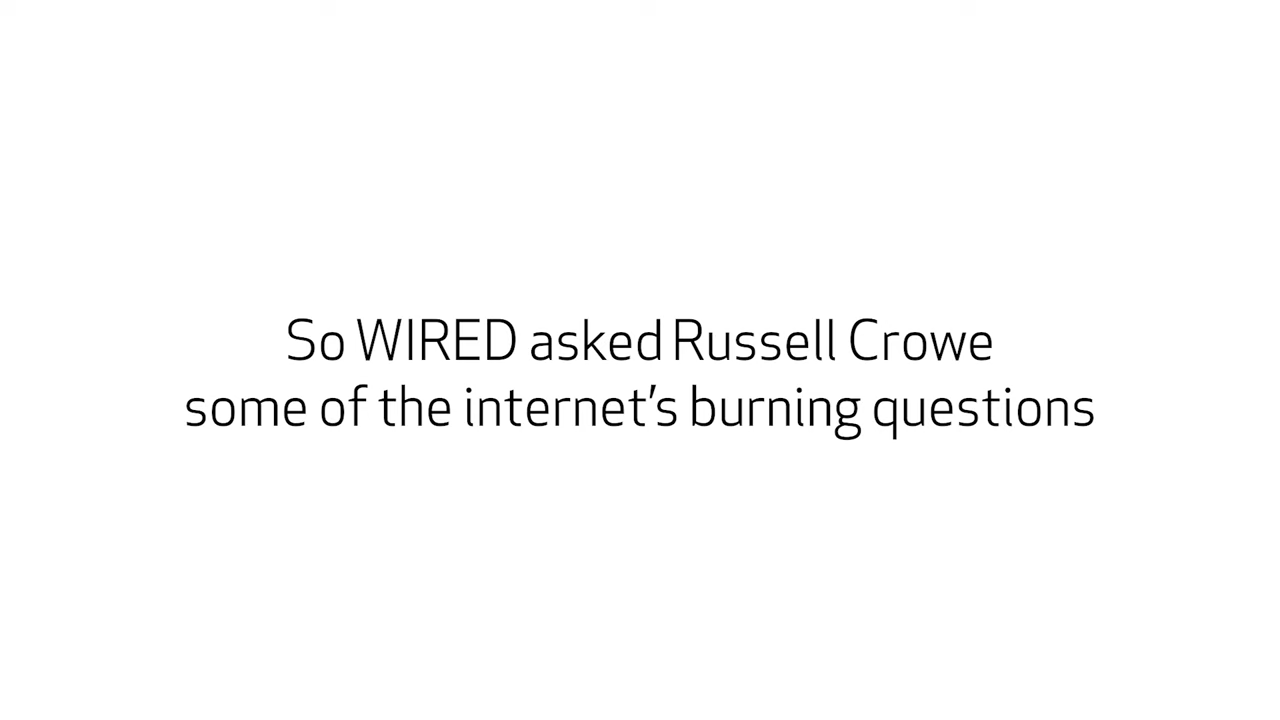 So WIRED asked Russell Crowe
some of the internet’s burning questions